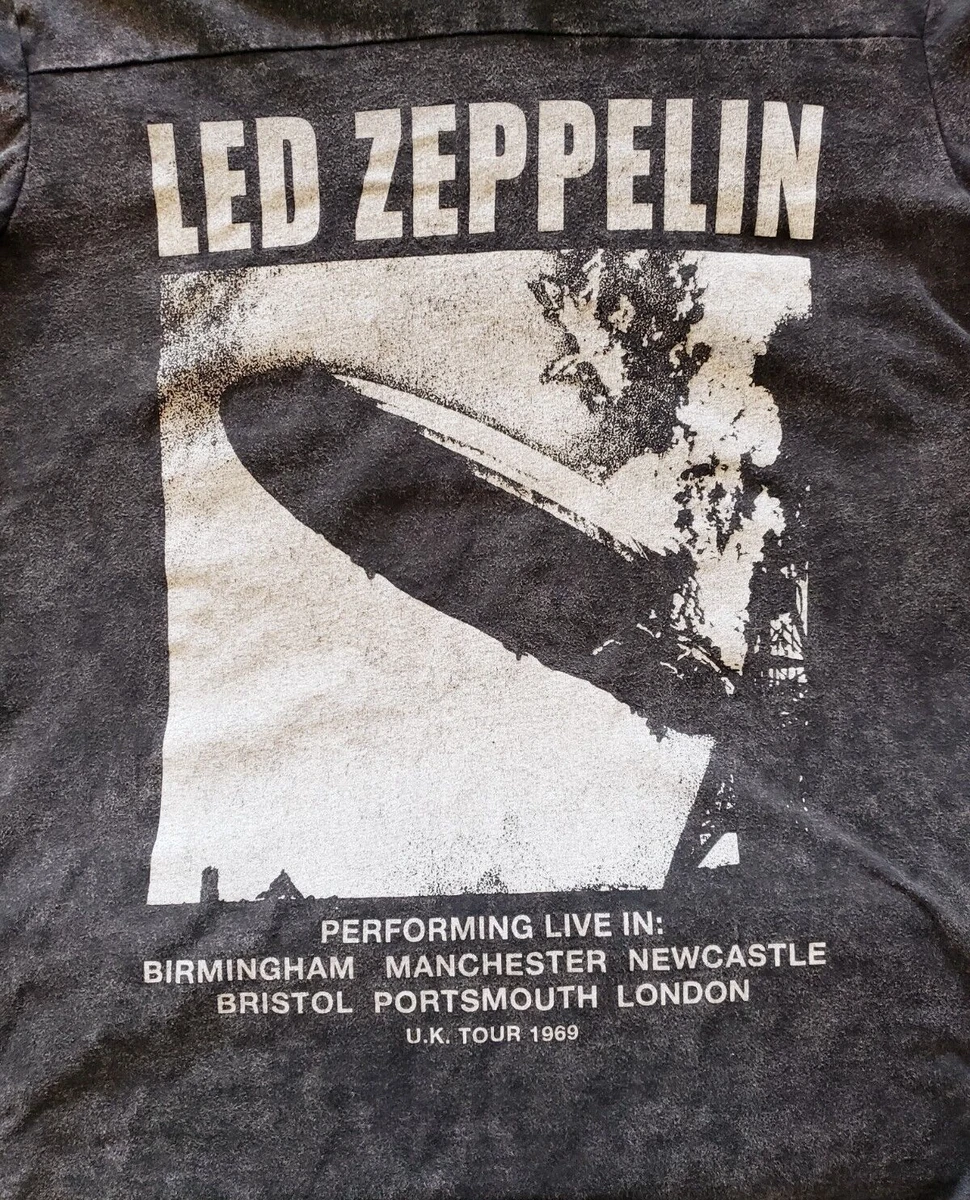 LED ZEPPELIN
PERFORMING LIVE IN:
BIRMINGHAM MANCHESTER NEWCASTLE
BRISTOL PORTSMOUTH LONDON
U.K. TOUR 1969